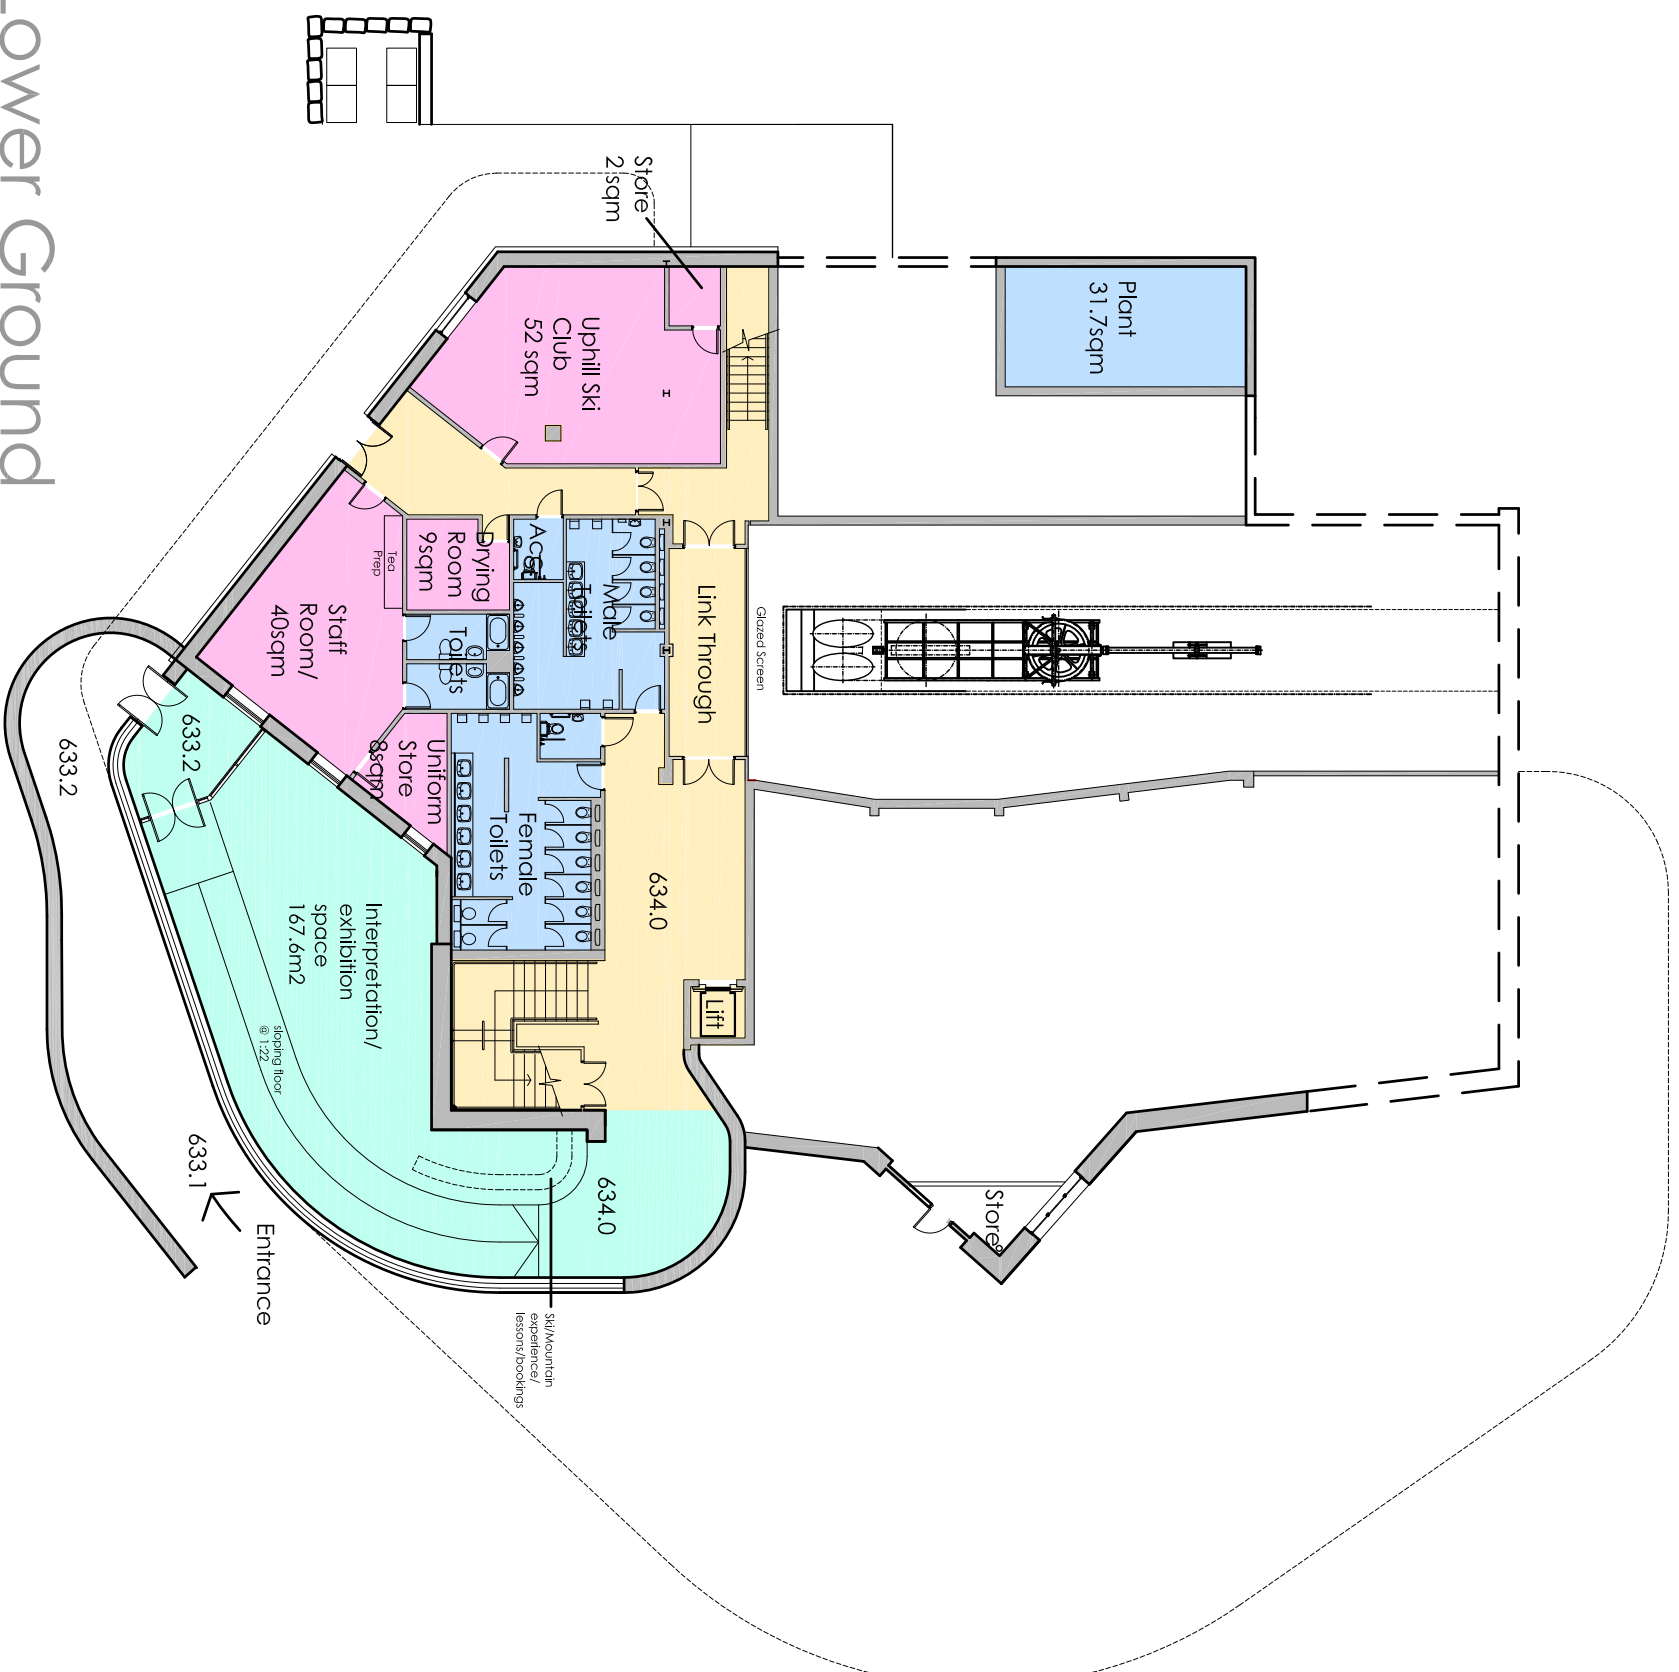 Lower Ground
Store
2 sqm
Plant
31.7sqm
Uphill Ski
Club
52 sqm
Drying
Room
9sqm
Tea
Prep
Staff
Room/
40sqm
Toilets
Male
Toilets
Link Through
Glazed Screen
Uniform
Store
8sqm
Female
Toilets
634.0
Lift
633.2
633.2
Interpretation/
exhibition
space
167.6m2
sloping floor
@ 1:22
633.1
Entrance
634.0
Store
Ski/Mountain
experience/
lessons/bookings